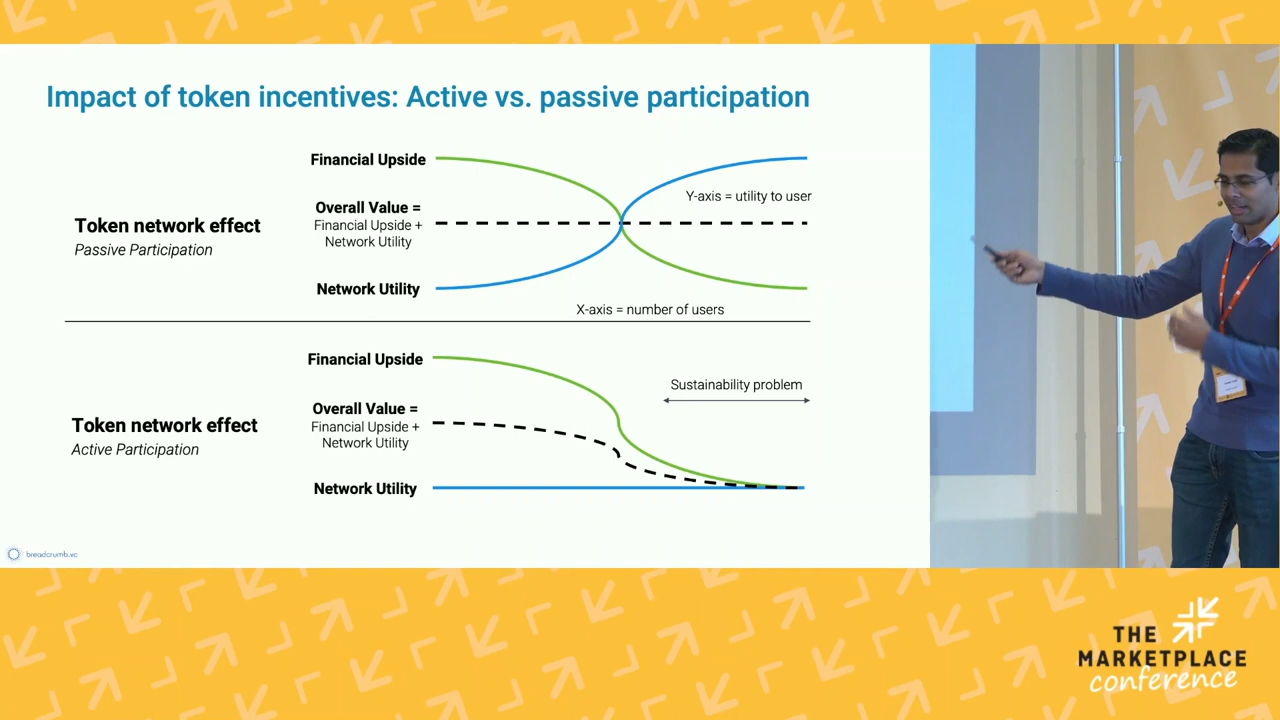 Impact of token incentives: Active vs. passive participation
Financial Upside
Y-axis = utility to user
Overall Value =
Financial Upside +
Network Utility
Token network effect
Passive Participation
Network Utility
X-axis = number of users
Financial Upside
Sustainability problem
Overall Value =
Financial Upside +
Network Utility
Token network effect
Active Participation
Network Utility
breadcrumb.vc
THE
MARKETPLACE
conference